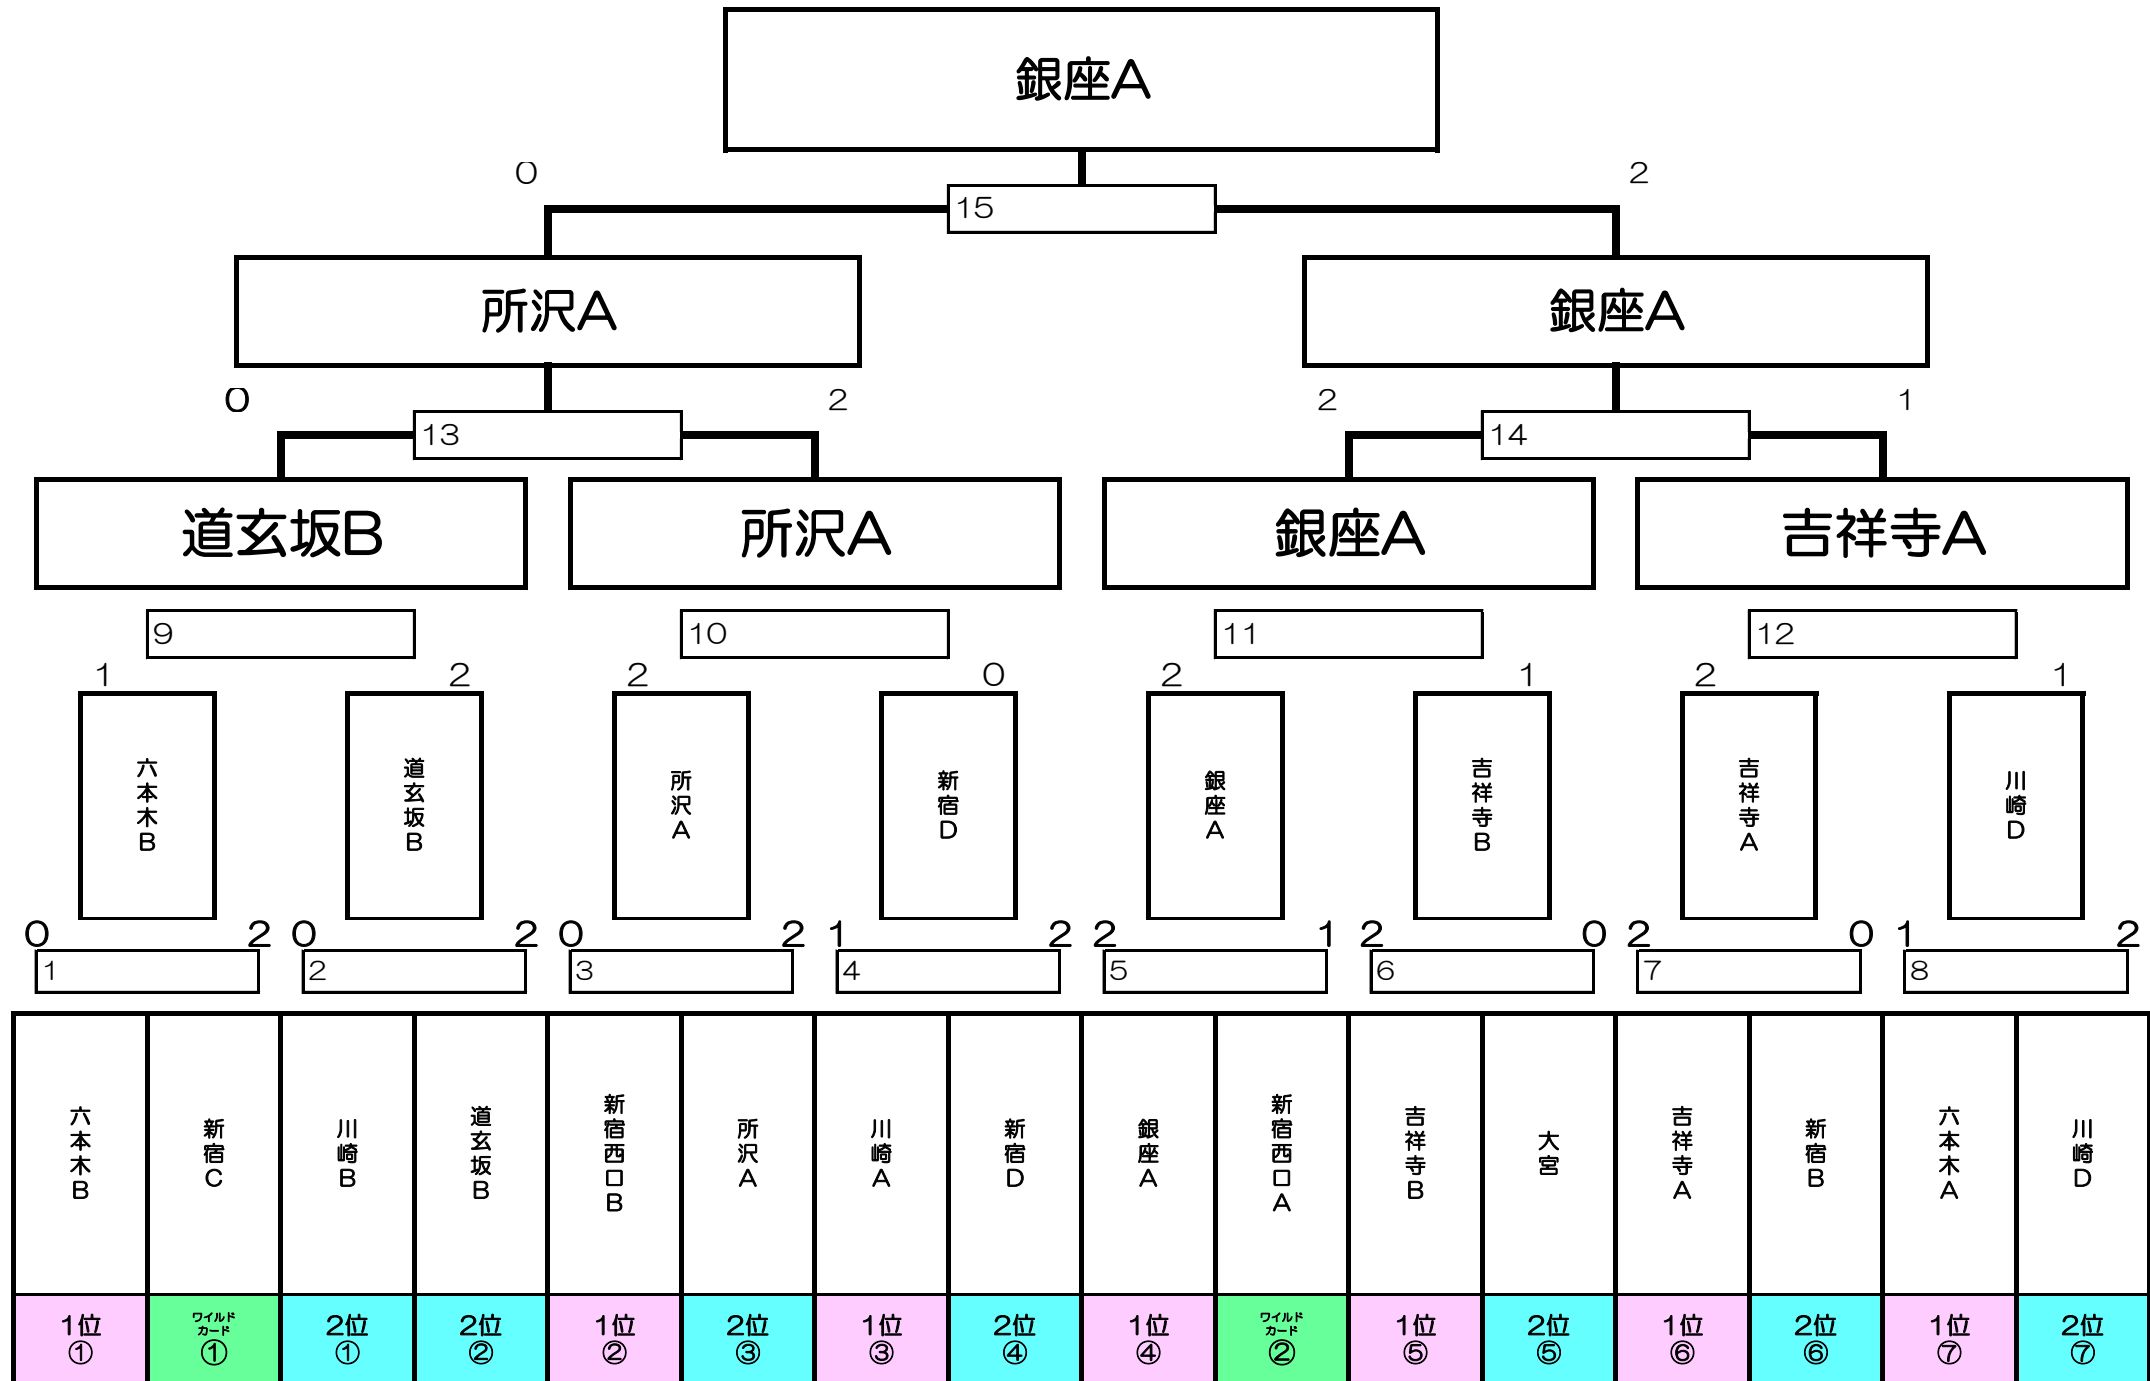 銀座A
0 2
15
所沢A 銀座A
0 2 2 1
13 14
道玄坂B 所沢A 銀座A 吉祥寺A
9 10 11 12
1 2 2 0 2 1 2 1
六本木B 道玄坂B 所沢A 新宿D 銀座A 吉祥寺B 吉祥寺A 川崎D
0 2 0 2 0 2 1 2 2 1 2 0 2 0 1 2
1 2 3 4 5 6 7 8
六本木B 新宿C 川崎B 道玄坂B 新宿西口B 所沢A 川崎A 新宿D 銀座A 新宿西口A 吉祥寺B 大宮 吉祥寺A 新宿B 六本木A 川崎D
1位① ワイルドカード① 2位① 2位② 1位② 2位③ 1位③ 2位④ 1位④ ワイルドカード② 1位⑤ 2位⑤ 1位⑥ 2位⑥ 1位⑦ 2位⑦